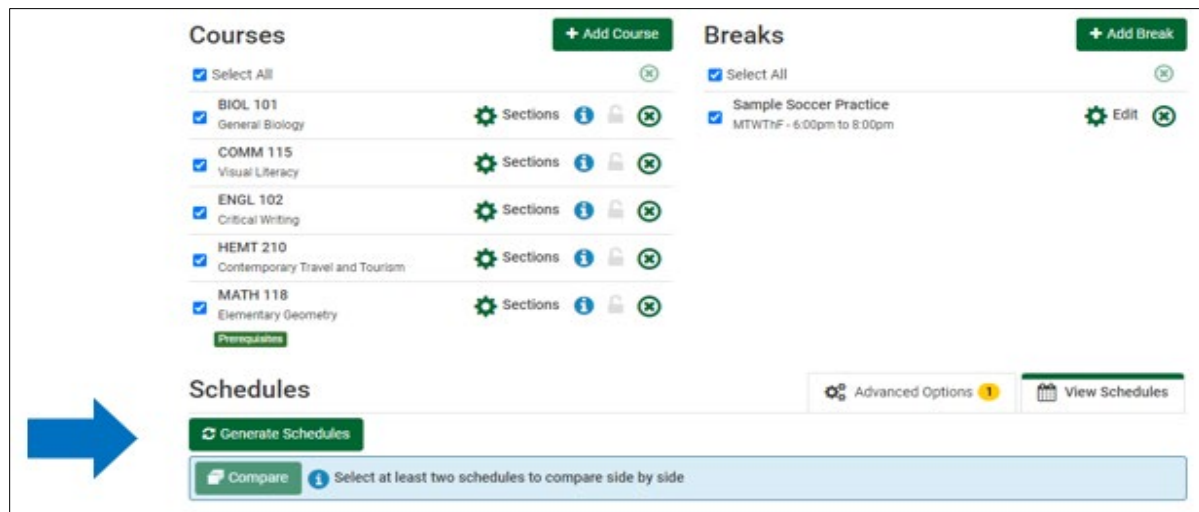 Courses
+ Add Course
Select All
BIOL 101
General Biology
Sections
COMM 115
Visual Literacy
Sections
ENGL 102
Critical Writing
Sections
HEMT 210
Contemporary Travel and Tourism
Sections
MATH 118
Elementary Geometry
Prerequisites
Sections
Breaks
+ Add Break
Select All
Sample Soccer Practice
MTWThF - 6:00pm to 8:00pm
Edit
Schedules
Advanced Options 1
View Schedules
Generate Schedules
Compare
Select at least two schedules to compare side by side